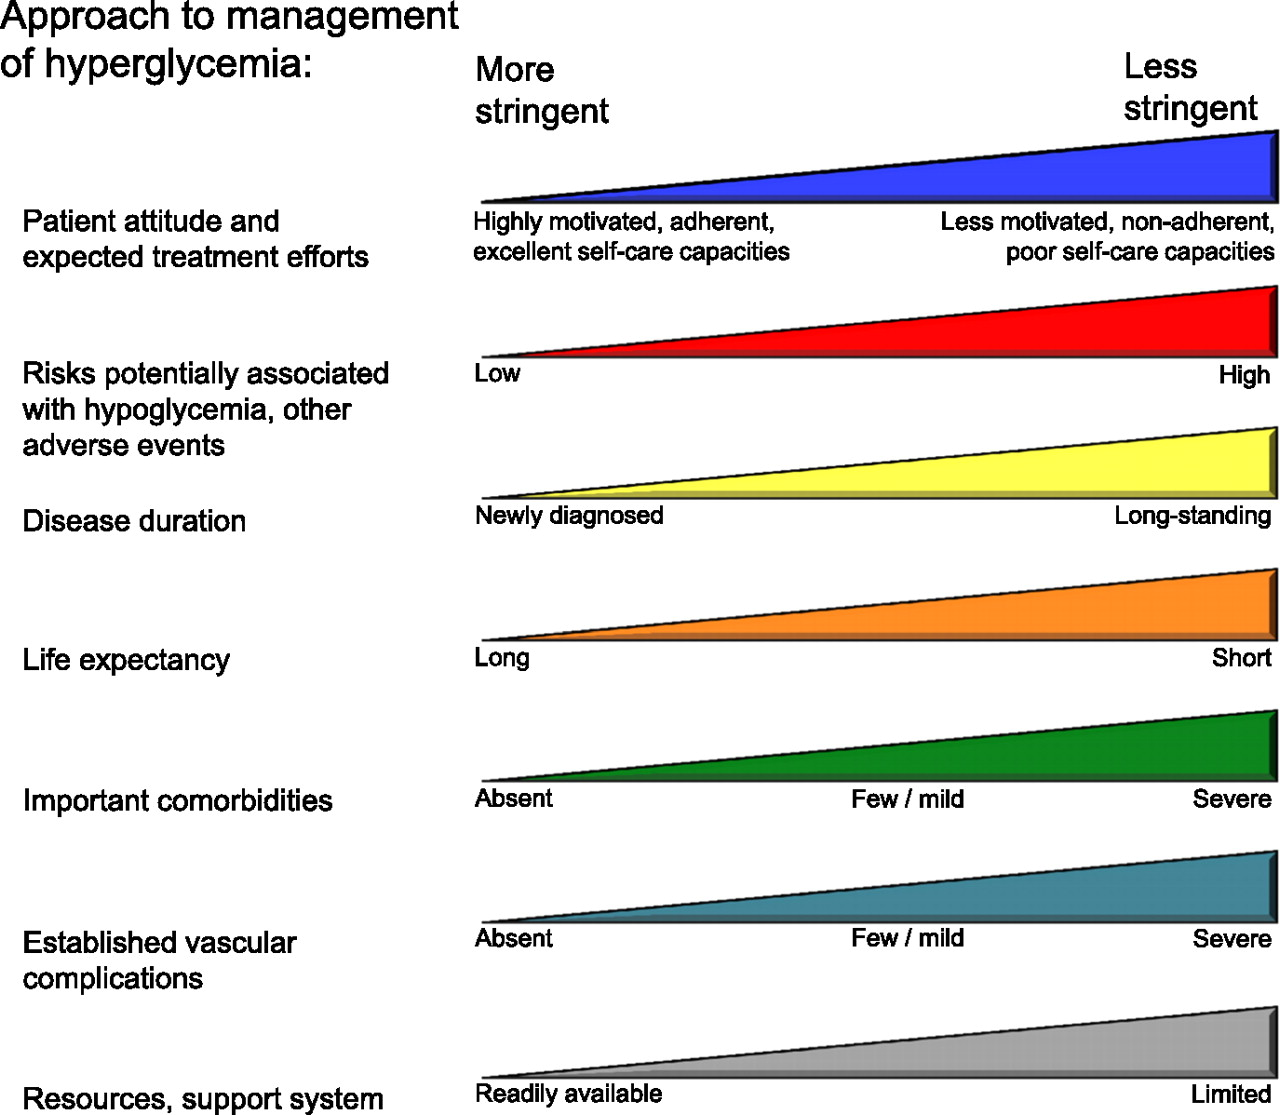 Approach to management
of hyperglycemia:
More
stringent
Less
stringent
Patient attitude and
expected treatment efforts
Highly motivated, adherent,
excellent self-care capacities
Less motivated, non-adherent,
poor self-care capacities
Risks potentially associated
with hypoglycemia, other
adverse events
Low
High
Disease duration
Newly diagnosed
Long-standing
Life expectancy
Long
Short
Important comorbidities
Absent
Few / mild
Severe
Established vascular
complications
Absent
Few / mild
Severe
Resources, support system
Readily available
Limited